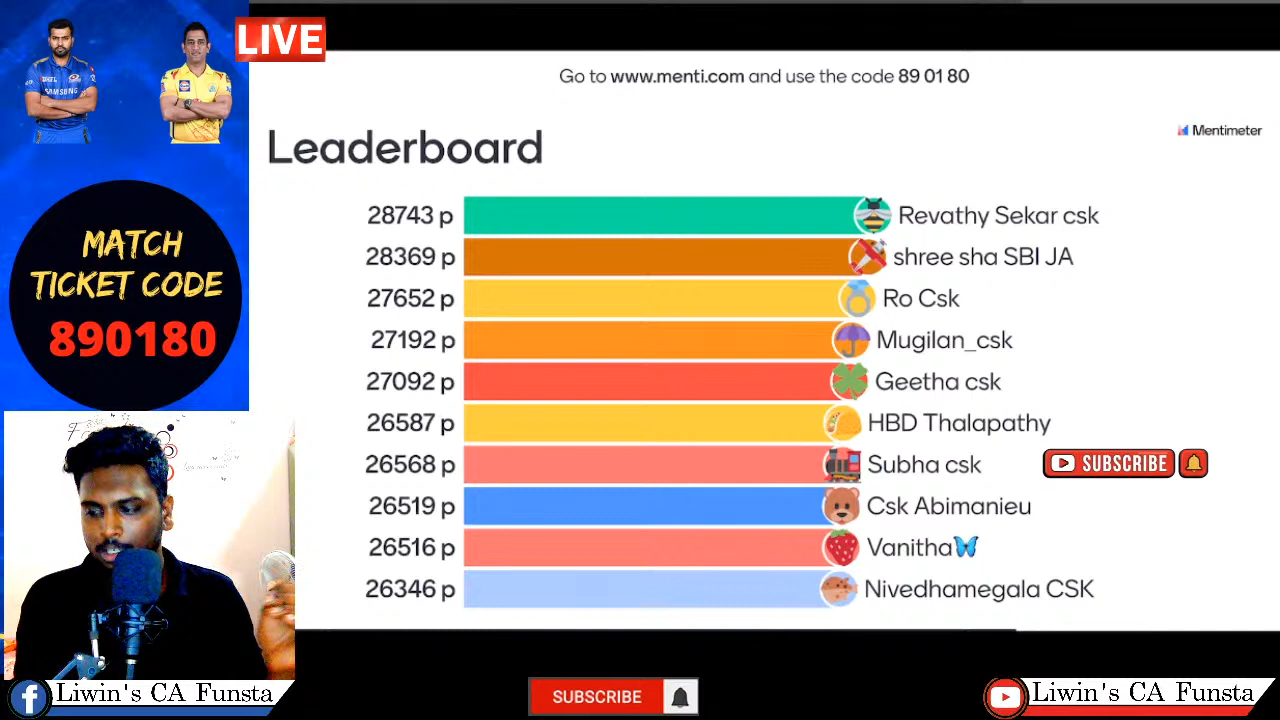 LIVE
Go to www.menti.com and use the code 89 01 80
Mentimeter
Leaderboard
MATCH
TICKET CODE
890180
28743 p Revathy Sekar csk
28369 p shree sha SBI JA
27652 p Ro Csk
27192 p Mugilan_csk
27092 p Geetha csk
26587 p HBD Thalapathy
26568 p Subha csk
SUBSCRIBE
26519 p Csk Abimanieu
26516 p Vanitha🦋
26346 p Nivedhamegala CSK
SAMSUNG
Liwin's CA Funsta
SUBSCRIBE
Liwin's CA Funsta